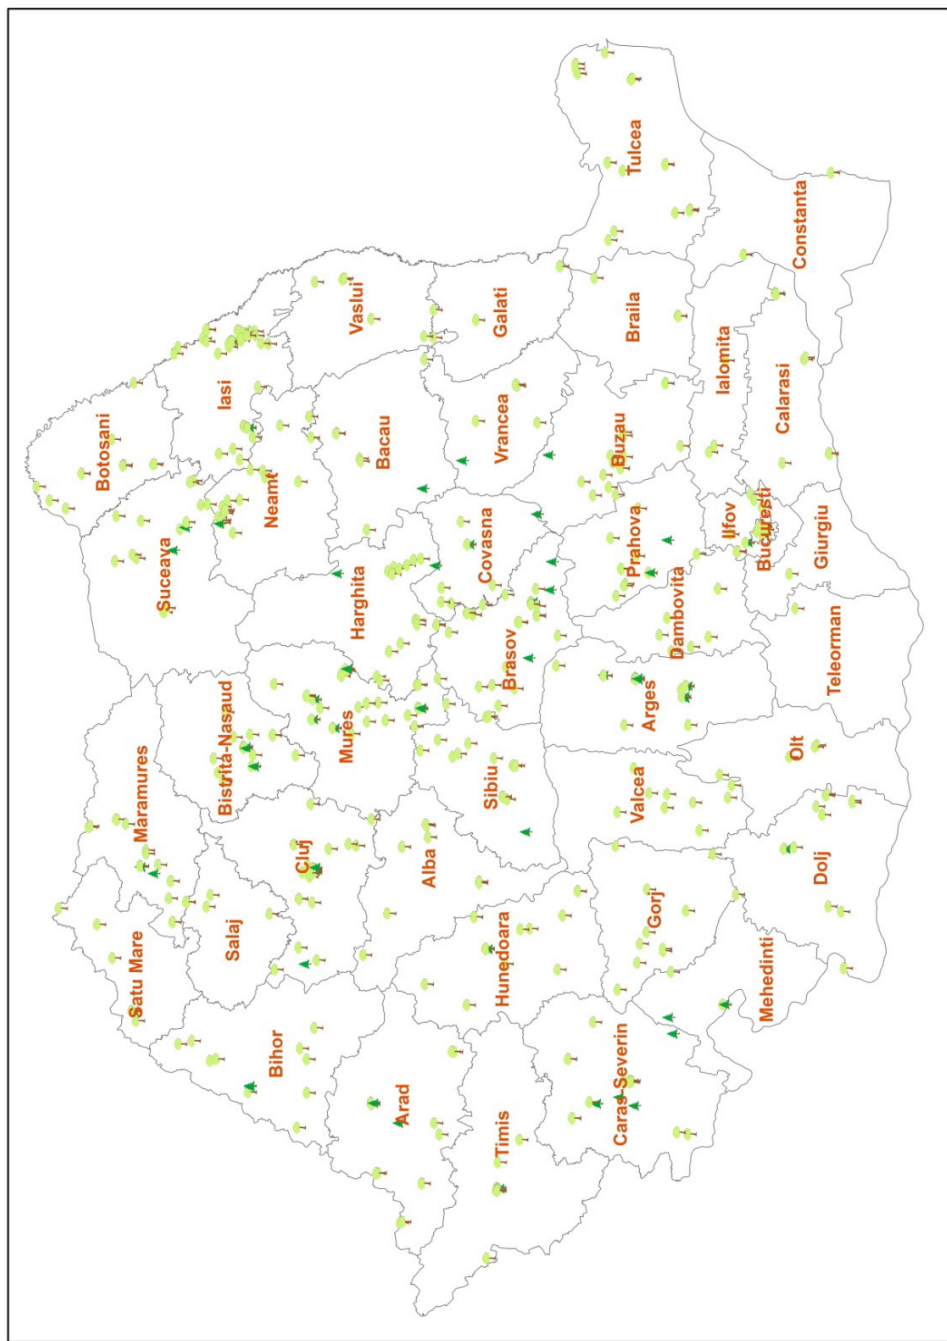 Botosani
Suceava
Iasi
Neamt
Maramures
Satu Mare
Bistrita-Nasaud
Salaj
Bihor
Cluj
Mures
Harghita
Bacau
Vaslui
Arad
Alba
Sibiu
Brasov
Covasna
Vrancea
Galati
Timis
Hunedoara
Caras-Severin
Gorj
Valcea
Arges
Dambovita
Prahova
Buzau
Braila
Tulcea
Mehedinti
Dolj
Olt
Teleorman
Giurgiu
Ilfov
Bucuresti
Ialomita
Calarasi
Constanta